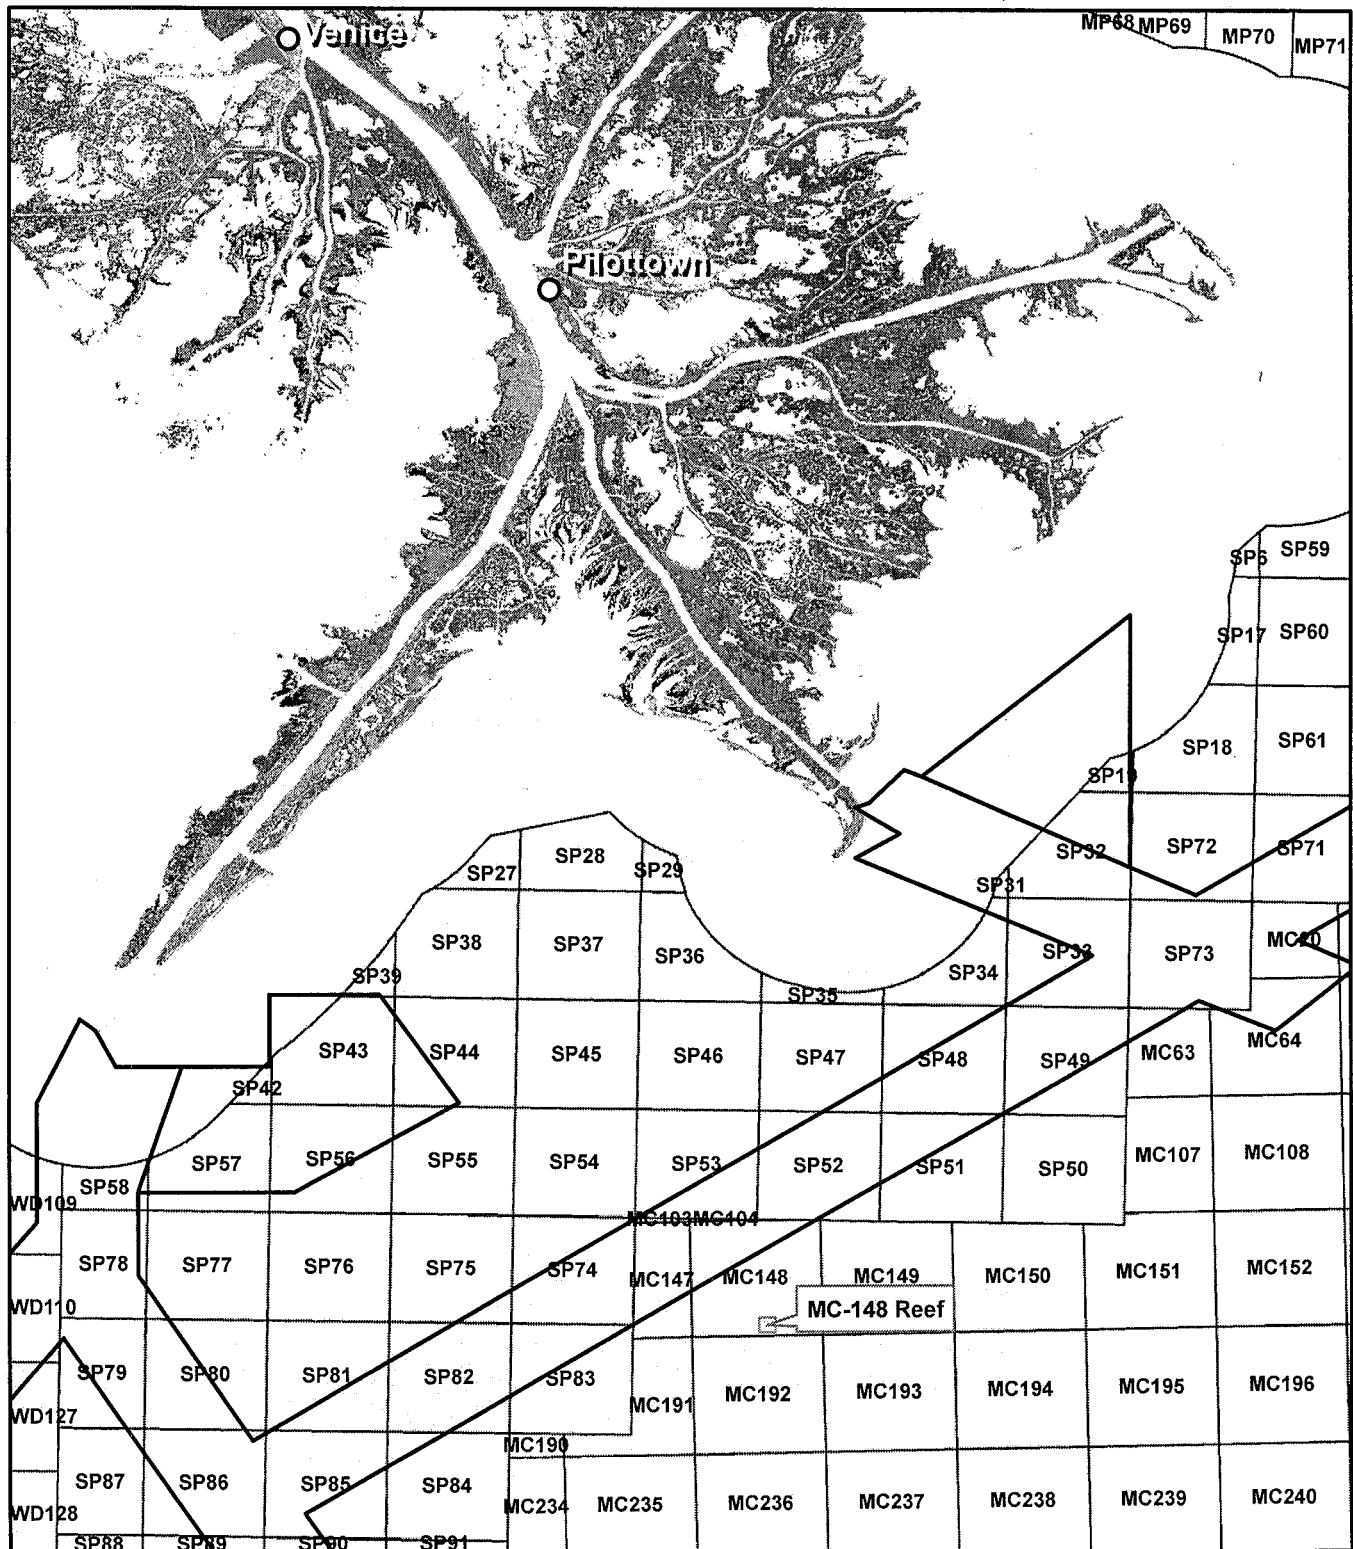 Venice
MP68 MP69 MP70 MP71
Pilottown
SP6 SP59
SP17 SP60
SP18 SP61
SP19
SP32 SP72 SP71
SP27 SP28 SP29 SP31
SP38 SP37 SP36 SP34 SP33 SP73 MC20
SP39 SP35
SP43 SP44 SP45 SP46 SP47 SP48 SP49 MC63 MC64
SP42
SP57 SP56 SP55 SP54 SP53 SP52 SP51 SP50 MC107 MC108
SP58
WD109 MC103 MC104
SP78 SP77 SP76 SP75 SP74 MC147 MC148 MC149 MC150 MC151 MC152
WD110 MC-148 Reef
SP79 SP80 SP81 SP82 SP83 MC191 MC192 MC193 MC194 MC195 MC196
WD127
MC190
SP87 SP86 SP85 SP84
WD128 MC234 MC235 MC236 MC237 MC238 MC239 MC240
SP88 SP89 SP90 SP91